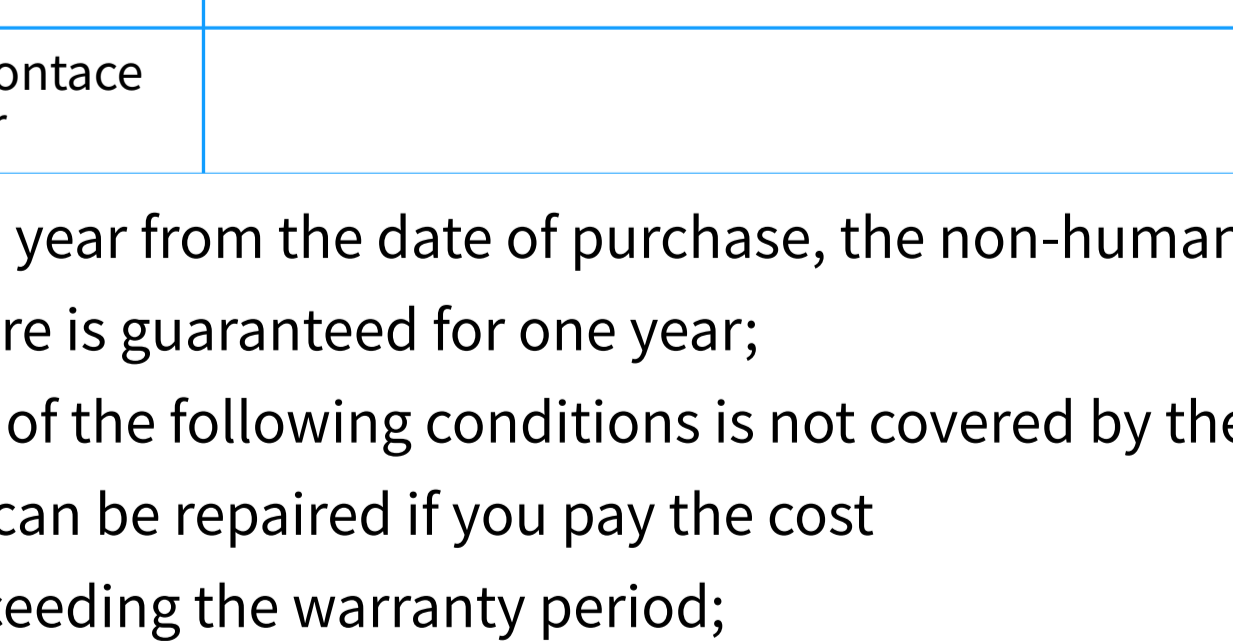 ontace
r
year from the date of purchase, the non-human
re is guaranteed for one year;
of the following conditions is not covered by the
can be repaired if you pay the cost
ceeding the warranty period;